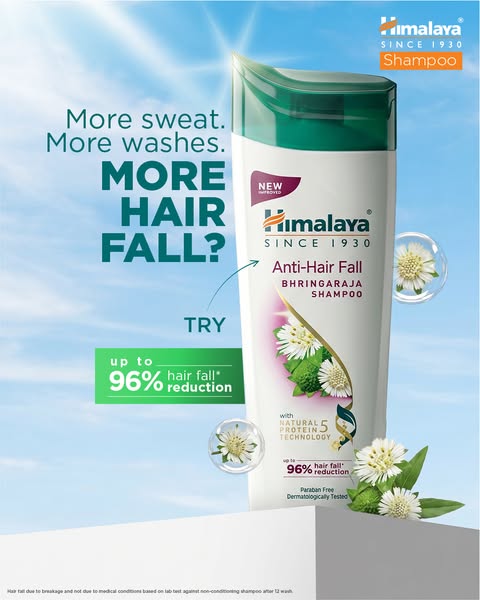 Himalaya®
SINCE 1930
Shampoo
More sweat.
More washes.
MORE
HAIR
FALL?
TRY
up to
96% hair fall*
reduction
NEW
IMPROVED
Himalaya®
SINCE 1930
Anti-Hair Fall
BHRINGARAJA
SHAMPOO
with
NATURAL
PROTEIN 5
TECHNOLOGY
up to
96% hair fall*
reduction
Paraben Free
Dermatologically Tested
Hair fall due to breakage and not due to medical conditions based on lab test against non-conditioning shampoo after 12 wash.